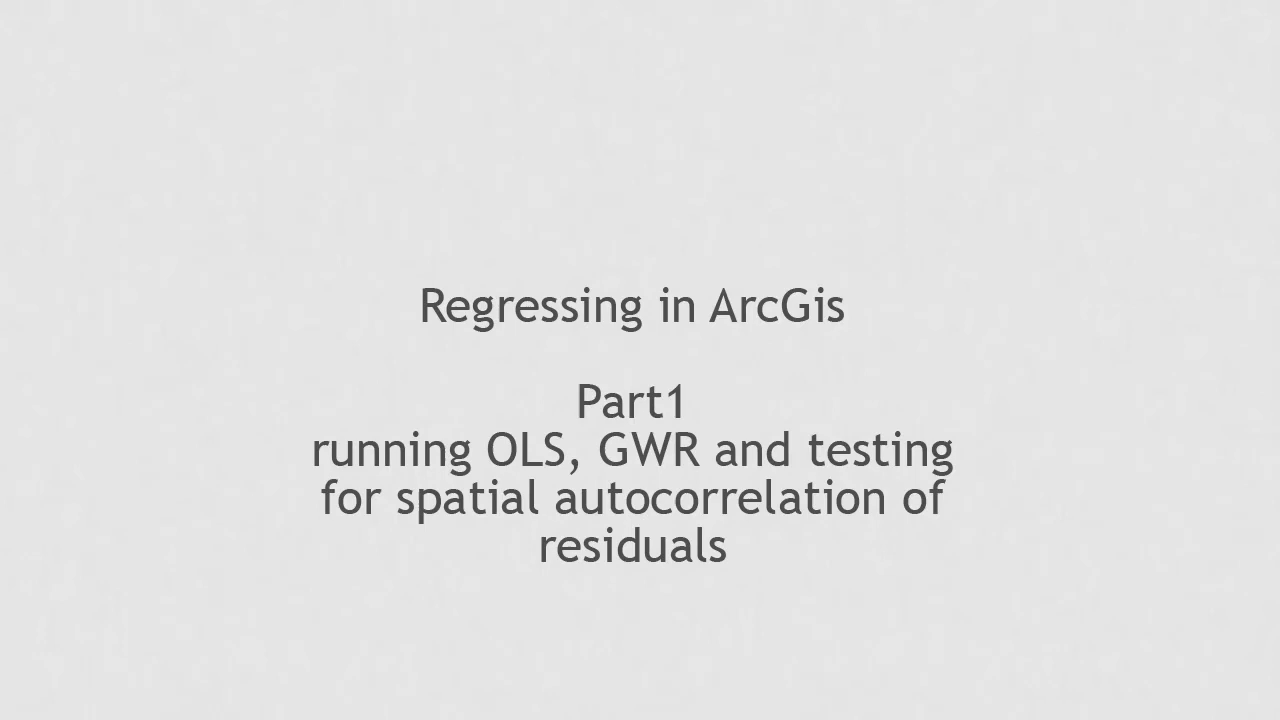 Regressing in ArcGis
Part1
running OLS, GWR and testing
for spatial autocorrelation of
residuals